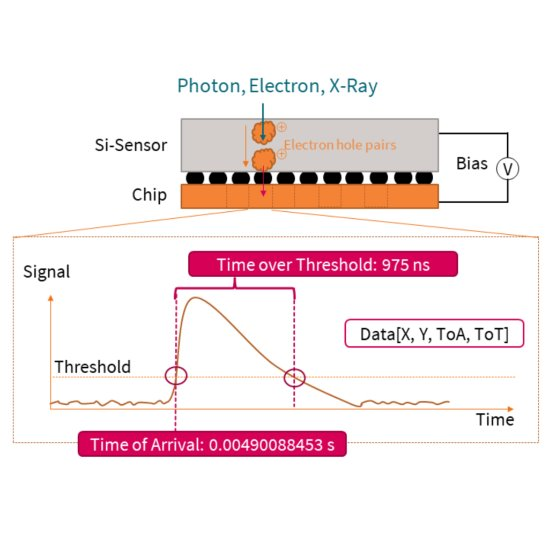 Photon, Electron, X-Ray
Si-Sensor
Electron hole pairs
Bias
V
Chip
Time over Threshold: 975 ns
Signal
Data[X, Y, ToA, ToT]
Threshold
Time
Time of Arrival: 0.00490088453 s